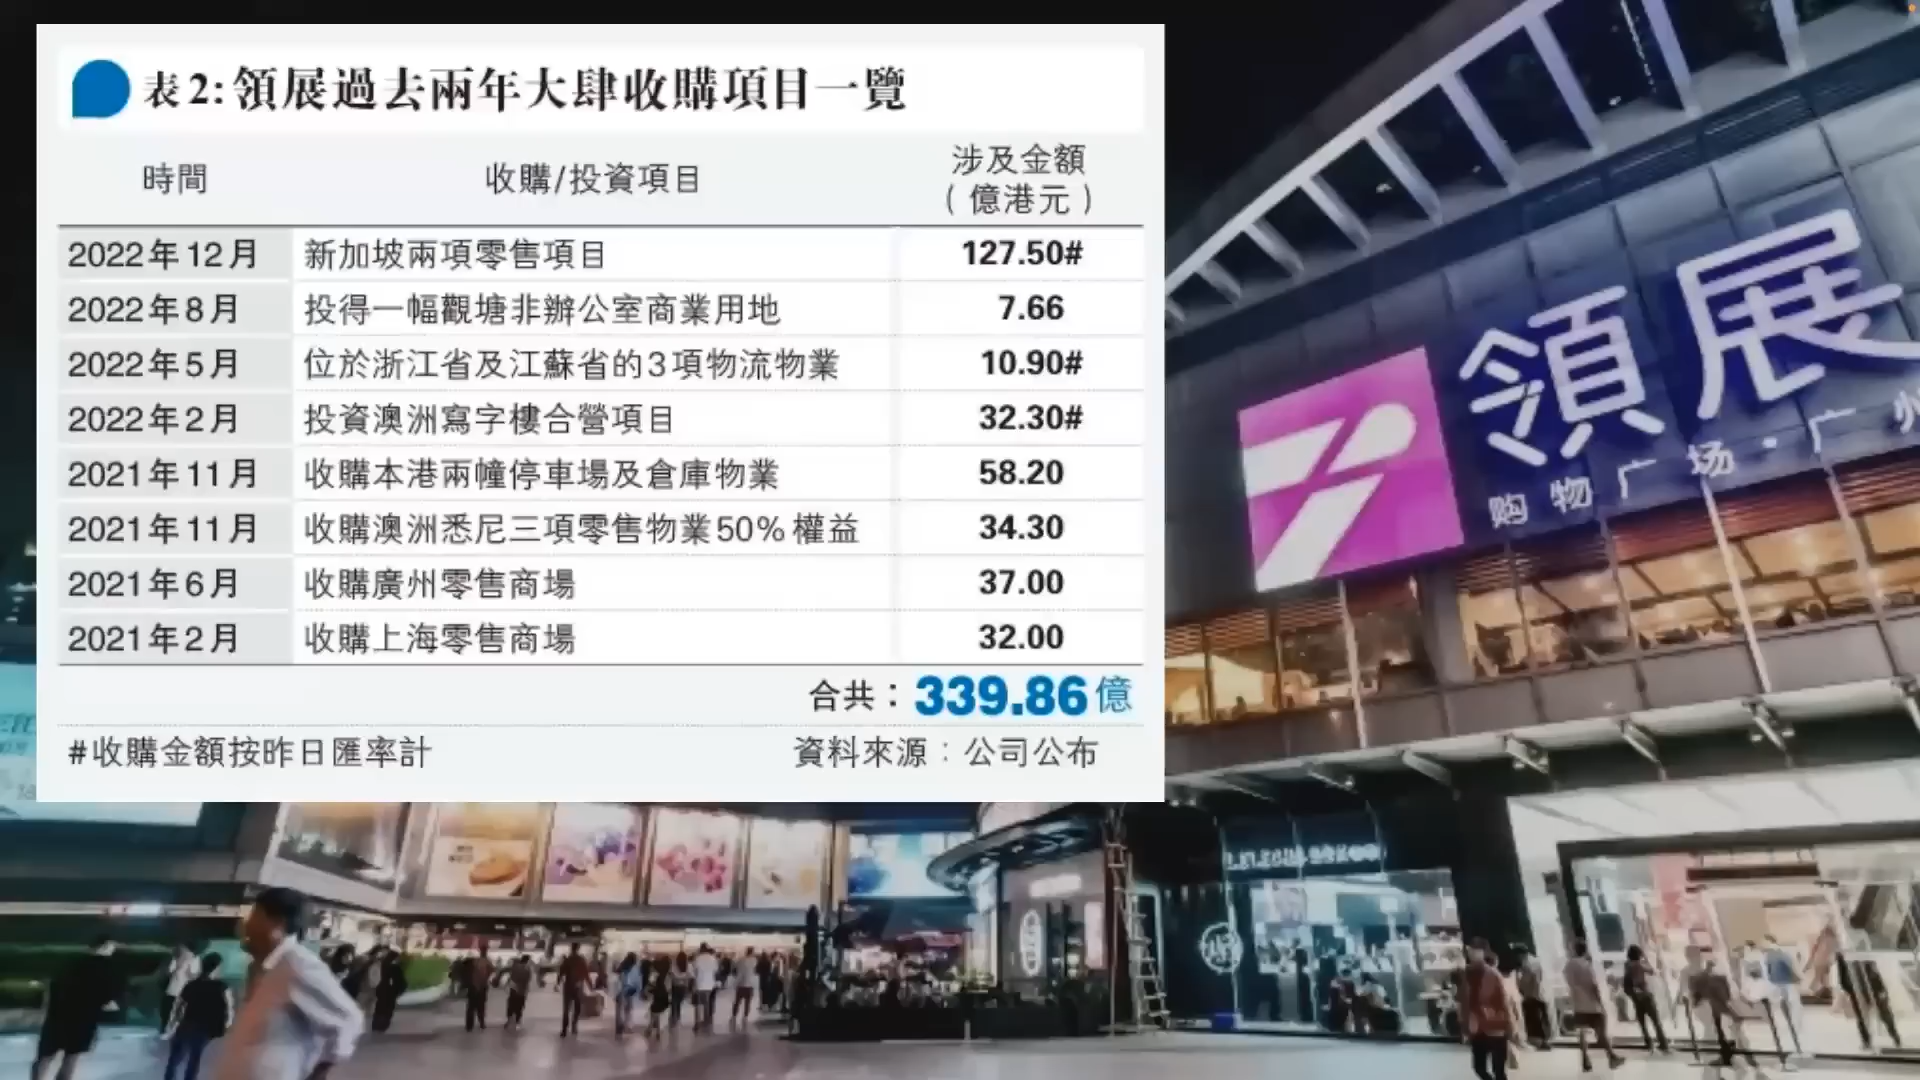 表2:領展過去兩年大肆收購項目一覽
時間 收購/投資項目 涉及金額(億港元)
2022年12月 新加坡兩項零售項目 127.50#
2022年8月 投得一幅觀塘非辦公室商業用地 7.66
2022年5月 位於浙江省及江蘇省的3項物流物業 10.90#
2022年2月 投資澳洲寫字樓合營項目 32.30#
2021年11月 收購本港兩幢停車場及倉庫物業 58.20
2021年11月 收購澳洲悉尼三項零售物業50%權益 34.30
2021年6月 收購廣州零售商場 37.00
2021年2月 收購上海零售商場 32.00
合共：339.86億
#收購金額按昨日匯率計 資料來源：公司公布
領展
购物广场·广州